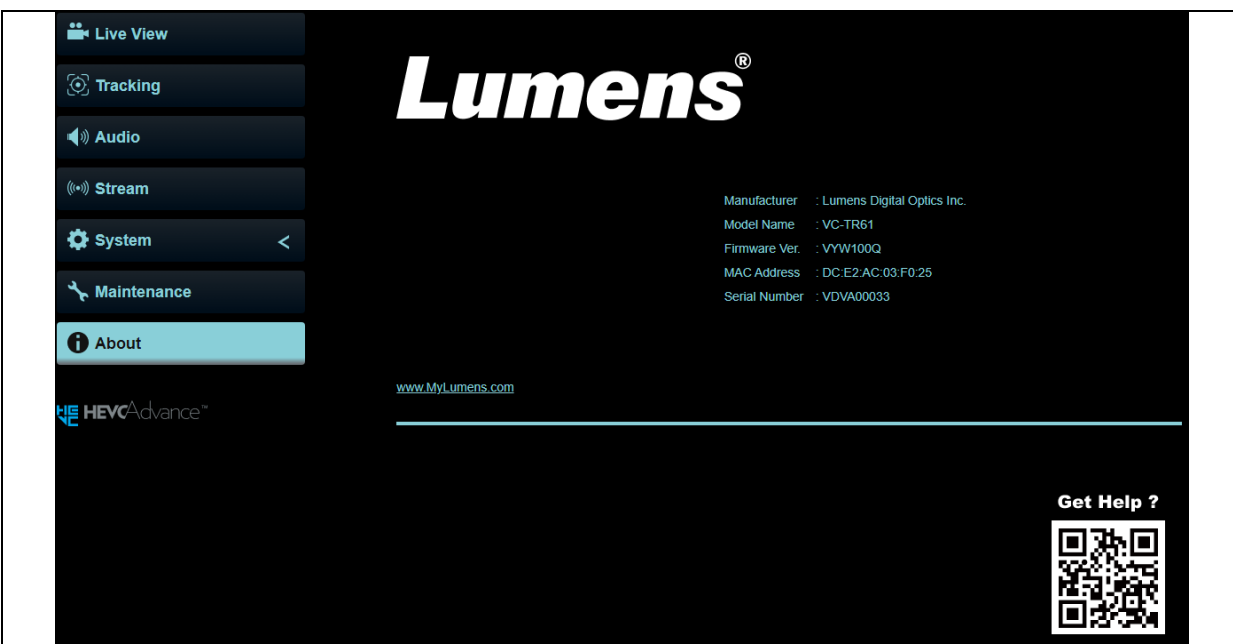 Live View
Tracking
Audio
Stream
System <
Maintenance
About
HEVCAdvance™
Lumens®
Manufacturer : Lumens Digital Optics Inc.
Model Name : VC-TR61
Firmware Ver. : VYW100Q
MAC Address : DC:E2:AC:03:F0:25
Serial Number : VDVA00033
www.MyLumens.com
Get Help ?